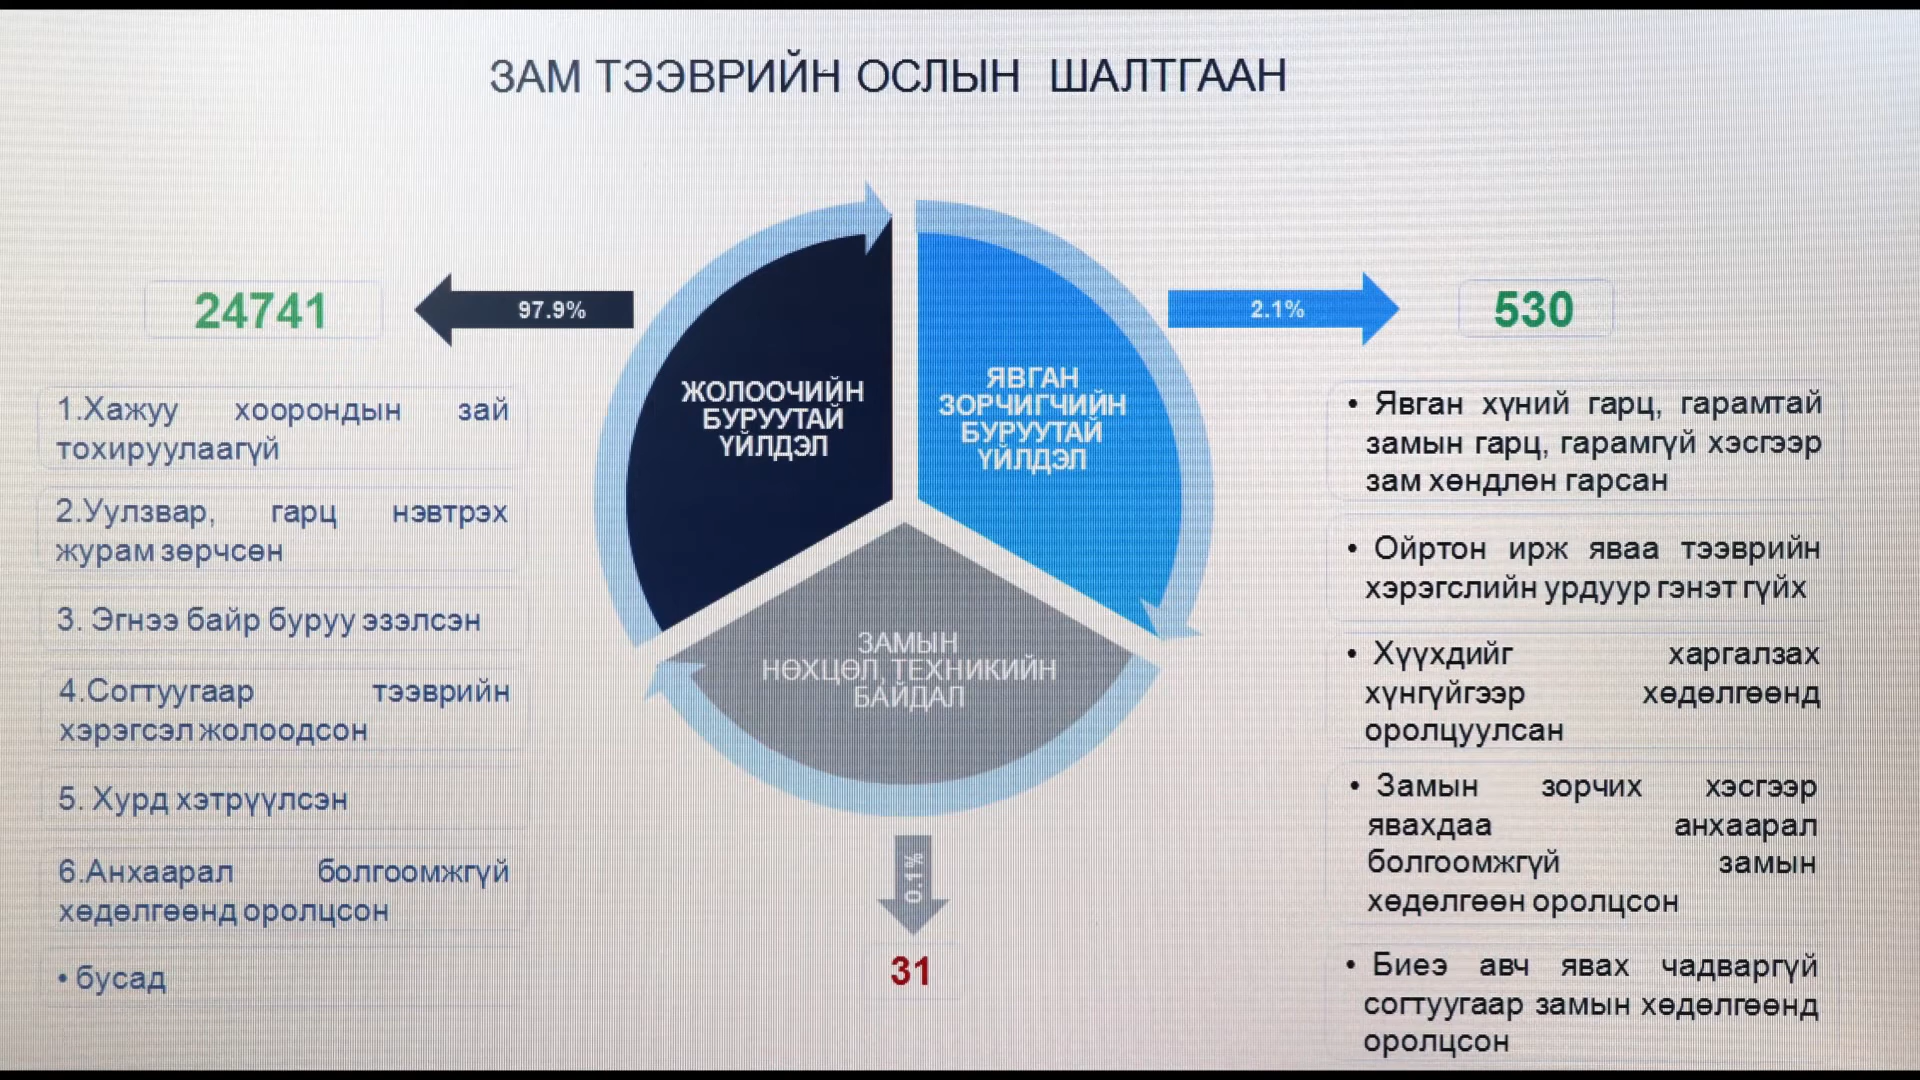 ЗАМ ТЭЭВРИЙН ОСЛЫН ШАЛТГААН
24741
97.9%
2.1%
530
ЖОЛООЧИЙН
БУРУУТАЙ
ҮЙЛДЭЛ
ЯВГАН
ЗОРЧИГЧИЙН
БУРУУТАЙ
ҮЙЛДЭЛ
ЗАМЫН
НӨХЦӨЛ, ТЕХНИКИЙН
БАЙДАЛ
0.1%
31
1.Хажуу хоорондын зай
тохируулаагүй
2.Уулзвар, гарц нэвтрэх
журам зөрчсөн
3. Эгнээ байр буруу эзэлсэн
4.Согтуугаар тээврийн
хэрэгсэл жолоодсон
5. Хурд хэтрүүлсэн
6.Анхаарал болгоомжгүй
хөдөлгөөнд оролцсон
• бусад
• Явган хүний гарц, гарамтай
замын гарц, гарамгүй хэсгээр
зам хөндлөн гарсан
• Ойртон ирж яваа тээврийн
хэрэгслийн урдуур гэнэт гүйх
• Хүүхдийг харгалзах
хүнгүйгээр хөдөлгөөнд
оролцуулсан
• Замын зорчих хэсгээр
явахдаа анхаарал
болгоомжгүй замын
хөдөлгөөн оролцсон
• Биеэ авч явах чадваргүй
согтуугаар замын хөдөлгөөнд
оролцсон